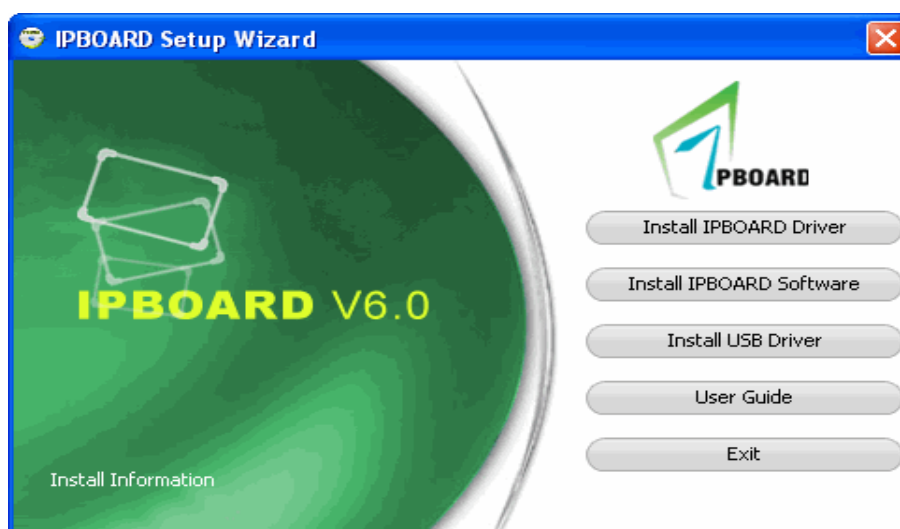 IPBOARD Setup Wizard
PBOARD
Install IPBOARD Driver
Install IPBOARD Software
IPBOARD V6.0
Install USB Driver
User Guide
Exit
Install Information